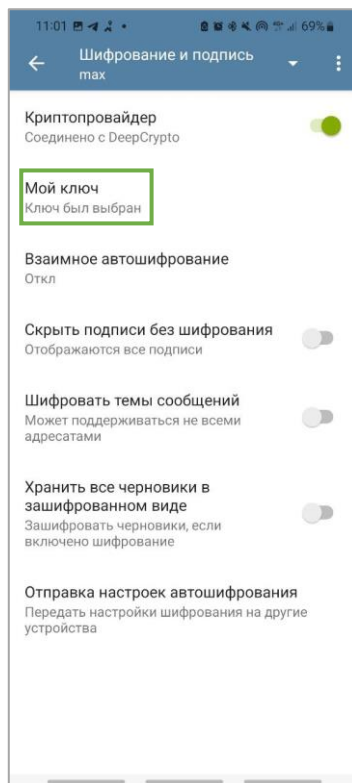 11:01 69%
Шифрование и подпись
max
Криптопровайдер
Соединено с DeepCrypto
Мой ключ
Ключ был выбран
Взаимное автошифрование
Откл
Скрыть подписи без шифрования
Отображаются все подписи
Шифровать темы сообщений
Может поддерживаться не всеми
адресатами
Хранить все черновики в
зашифрованном виде
Зашифровать черновики, если
включено шифрование
Отправка настроек автошифрования
Передать настройки шифрования на другие
устройства